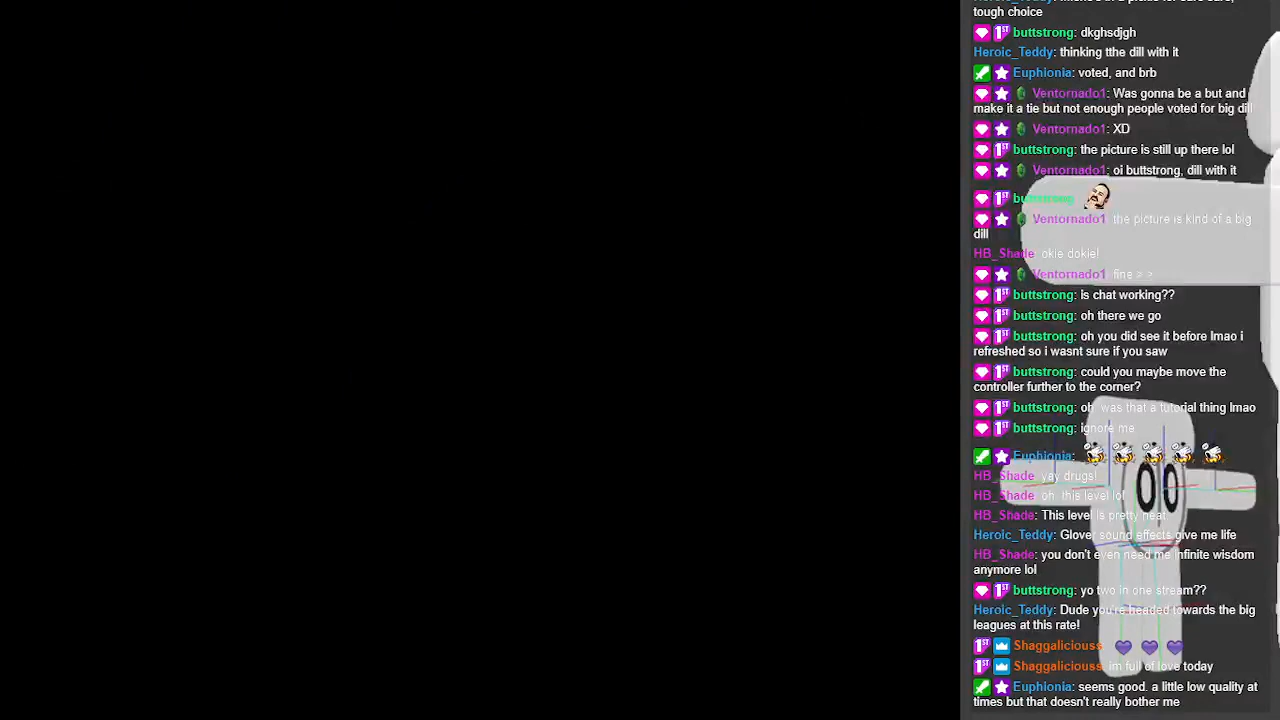 tough choice
buttstrong: dkghsdjgh
Heroic_Teddy: thinking tthe dill with it
Euphionia: voted, and brb
Ventornado1: Was gonna be a but and
make it a tie but not enough people voted for big dill
Ventornado1: XD
buttstrong: the picture is still up there lol
Ventornado1: oi buttstrong, dill with it
buttstrong:
Ventornado1: the picture is kind of a big
dill
HB_Shade: okie dokie!
Ventornado1: fine > >
buttstrong: is chat working??
buttstrong: oh there we go
buttstrong: oh you did see it before lmao i
refreshed so i wasnt sure if you saw
buttstrong: could you maybe move the
controller further to the corner?
buttstrong: oh was that a tutorial thing lmao
buttstrong: ignore me
Euphionia:
HB_Shade: yay drugs!
HB_Shade: oh, this level lol
HB_Shade: This level is pretty neat.
Heroic_Teddy: Glover sound effects give me life
HB_Shade: you don't even need me infinite wisdom
anymore lol
buttstrong: yo two in one stream??
Heroic_Teddy: Dude you're headed towards the big
leagues at this rate!
Shaggaliciouss:
Shaggaliciouss: im full of love today
Euphionia: seems good. a little low quality at
times but that doesn't really bother me